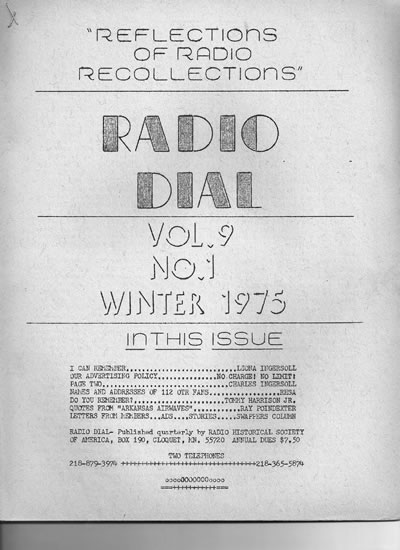 "REFLECTIONS
OF RADIO
RECOLLECTIONS"
RADIO
DIAL
VOL. 9
NO. 1
WINTER 1975
IN THIS ISSUE
I CAN REMEMBER........................LEONA INGERSOLL
OUR ADVERTISING POLICY............NO CHARGE! NO LIMIT!
PAGE TWO............................CHARLES INGERSOLL
NAMES AND ADDRESSES OF 112 OTR FANS...............RHSA
DO YOU REMEMBER?.....................TOMMY HARRISON JR.
QUOTES FROM "ARKANSAS AIRWAVES"..........RAY POINDEXTER
LETTERS FROM MEMBERS...ADS....STORIES....SWAPPERS COLUMN
RADIO DIAL- Published quarterly by RADIO HISTORICAL SOCIETY
OF AMERICA, BOX 190, CLOQUET, MN. 55720 ANNUAL DUES $7.50
TWO TELEPHONES
218-879-3974 ++++++++++++++++++++++++++++++218-365-5874
ooooOOOOOOOoooo
=====+++++++====